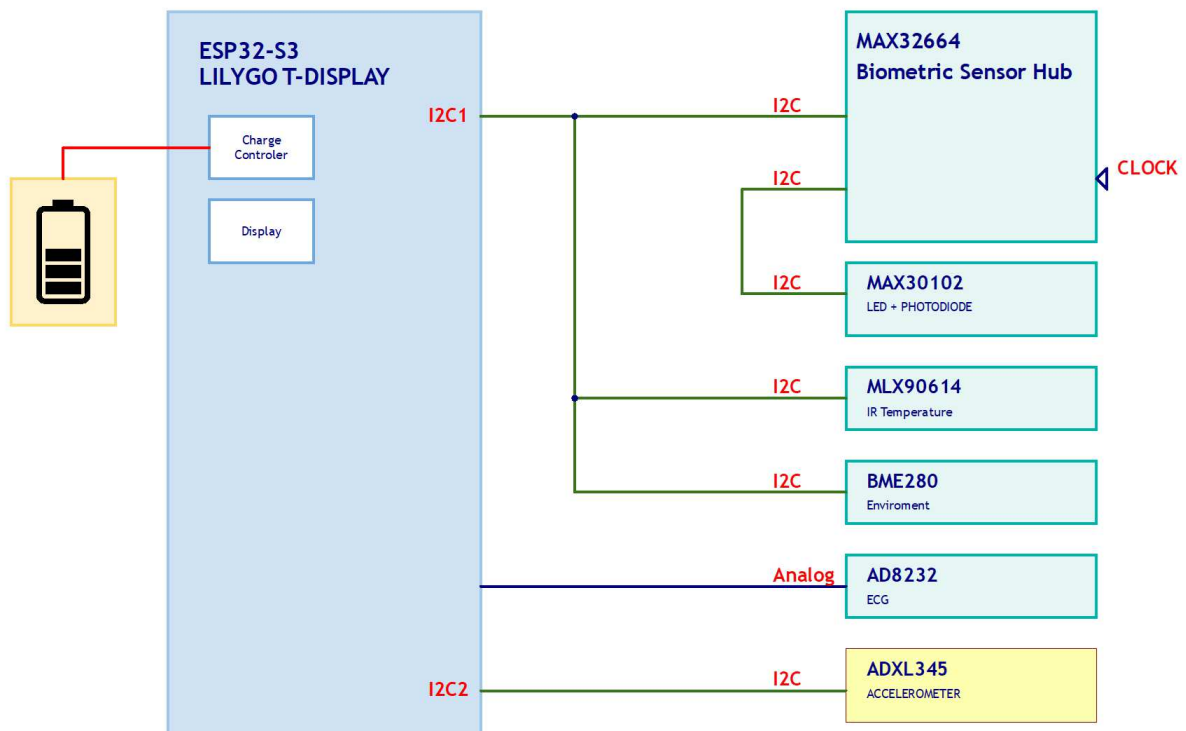 ESP32-S3
LILYGO T-DISPLAY
Charge
Controler
Display
I2C1
I2C2
I2C
MAX32664
Biometric Sensor Hub
I2C
CLOCK
I2C
MAX30102
LED + PHOTODIODE
I2C
MLX90614
IR Temperature
I2C
BME280
Enviroment
Analog
AD8232
ECG
I2C
ADXL345
ACCELEROMETER